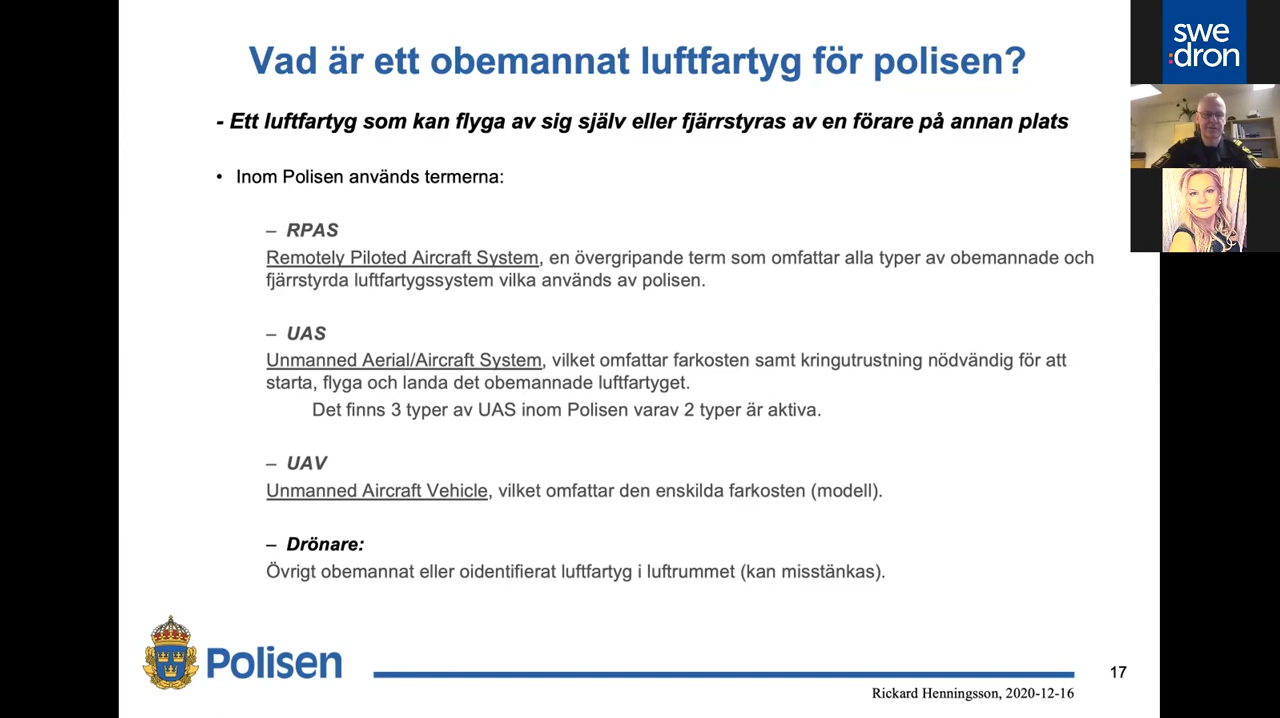 Vad är ett obemannat luftfartyg för polisen?
- Ett luftfartyg som kan flyga av sig själv eller fjärrstyras av en förare på annan plats
• Inom Polisen används termerna:
– RPAS
Remotely Piloted Aircraft System, en övergripande term som omfattar alla typer av obemannade och
fjärrstyrda luftfartygssystem vilka används av polisen.
– UAS
Unmanned Aerial/Aircraft System, vilket omfattar farkosten samt kringutrustning nödvändig för att
starta, flyga och landa det obemannade luftfartyget.
Det finns 3 typer av UAS inom Polisen varav 2 typer är aktiva.
– UAV
Unmanned Aircraft Vehicle, vilket omfattar den enskilda farkosten (modell).
– Drönare:
Övrigt obemannat eller oidentifierat luftfartyg i luftrummet (kan misstänkas).
Polisen
17
Rickard Henningsson, 2020-12-16
swe
:dron